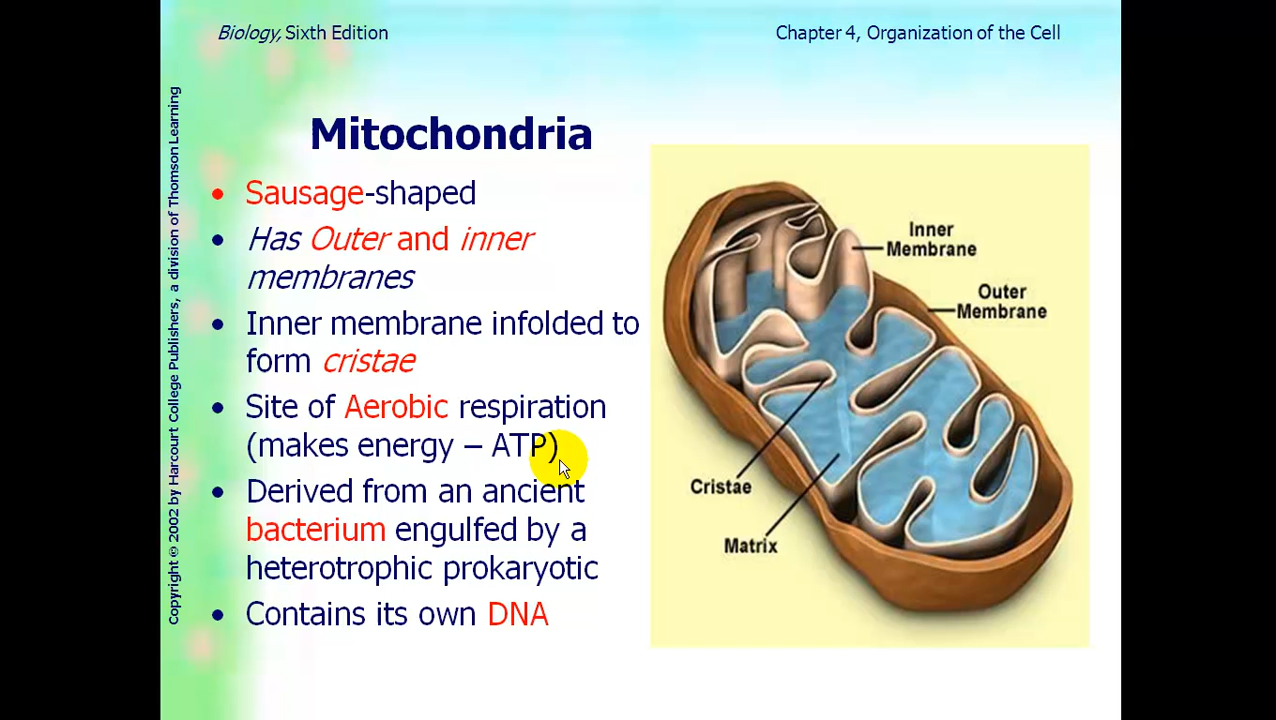 Biology, Sixth Edition
Chapter 4, Organization of the Cell
Copyright © 2002 by Harcourt College Publishers, a division of Thomson Learning
Mitochondria
• Sausage-shaped
• Has Outer and inner
membranes
• Inner membrane infolded to
form cristae
• Site of Aerobic respiration
(makes energy – ATP)
• Derived from an ancient
bacterium engulfed by a
heterotrophic prokaryotic
• Contains its own DNA
Inner
Membrane
Outer
Membrane
Cristae
Matrix